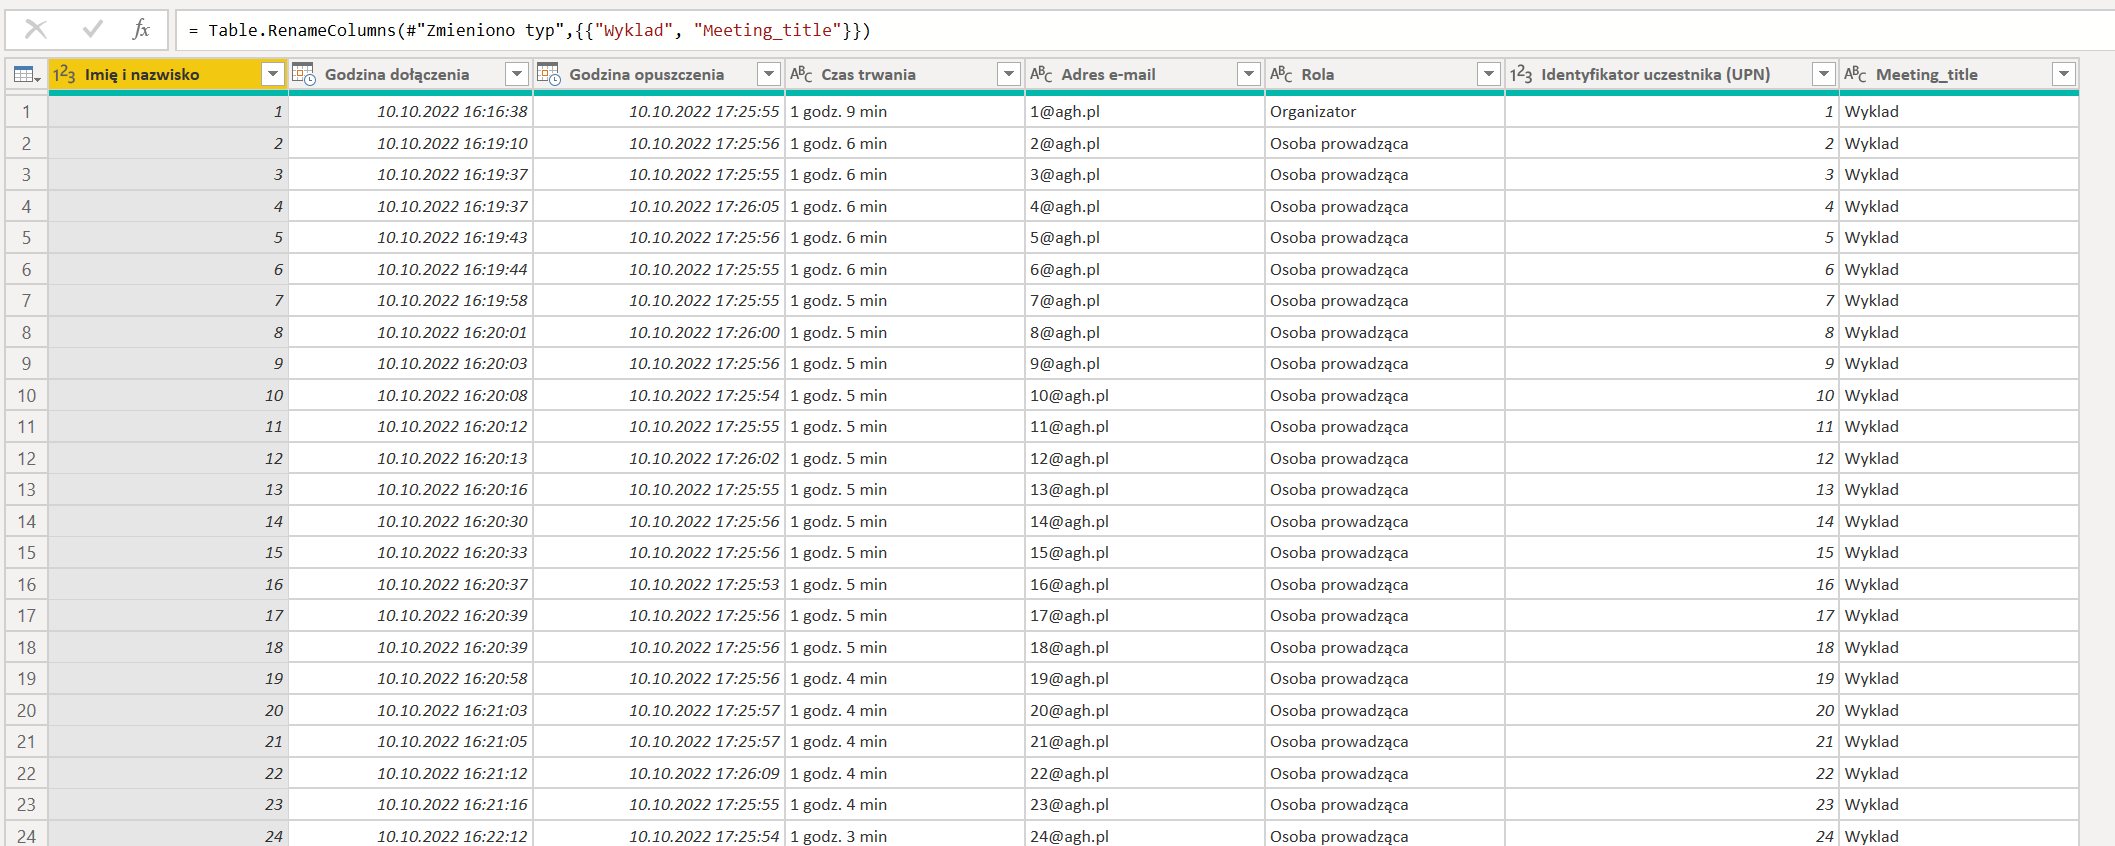 fx = Table.RenameColumns(#"Zmieniono typ",{{"Wyklad", "Meeting_title"}})
123 Imię i nazwisko ABC Godzina dołączenia Godzina opuszczenia ABC Czas trwania ABC Adres e-mail ABC Rola 123 Identyfikator uczestnika (UPN) ABC Meeting_title
1 1 10.10.2022 16:16:38 10.10.2022 17:25:55 1 godz. 9 min 1@agh.pl Organizator 1 Wyklad
2 2 10.10.2022 16:19:10 10.10.2022 17:25:56 1 godz. 6 min 2@agh.pl Osoba prowadząca 2 Wyklad
3 3 10.10.2022 16:19:37 10.10.2022 17:25:55 1 godz. 6 min 3@agh.pl Osoba prowadząca 3 Wyklad
4 4 10.10.2022 16:19:37 10.10.2022 17:26:05 1 godz. 6 min 4@agh.pl Osoba prowadząca 4 Wyklad
5 5 10.10.2022 16:19:43 10.10.2022 17:25:56 1 godz. 6 min 5@agh.pl Osoba prowadząca 5 Wyklad
6 6 10.10.2022 16:19:44 10.10.2022 17:25:55 1 godz. 6 min 6@agh.pl Osoba prowadząca 6 Wyklad
7 7 10.10.2022 16:19:58 10.10.2022 17:25:55 1 godz. 5 min 7@agh.pl Osoba prowadząca 7 Wyklad
8 8 10.10.2022 16:20:01 10.10.2022 17:26:00 1 godz. 5 min 8@agh.pl Osoba prowadząca 8 Wyklad
9 9 10.10.2022 16:20:03 10.10.2022 17:25:56 1 godz. 5 min 9@agh.pl Osoba prowadząca 9 Wyklad
10 10 10.10.2022 16:20:08 10.10.2022 17:25:54 1 godz. 5 min 10@agh.pl Osoba prowadząca 10 Wyklad
11 11 10.10.2022 16:20:12 10.10.2022 17:25:55 1 godz. 5 min 11@agh.pl Osoba prowadząca 11 Wyklad
12 12 10.10.2022 16:20:13 10.10.2022 17:26:02 1 godz. 5 min 12@agh.pl Osoba prowadząca 12 Wyklad
13 13 10.10.2022 16:20:16 10.10.2022 17:25:55 1 godz. 5 min 13@agh.pl Osoba prowadząca 13 Wyklad
14 14 10.10.2022 16:20:30 10.10.2022 17:25:56 1 godz. 5 min 14@agh.pl Osoba prowadząca 14 Wyklad
15 15 10.10.2022 16:20:33 10.10.2022 17:25:56 1 godz. 5 min 15@agh.pl Osoba prowadząca 15 Wyklad
16 16 10.10.2022 16:20:37 10.10.2022 17:25:53 1 godz. 5 min 16@agh.pl Osoba prowadząca 16 Wyklad
17 17 10.10.2022 16:20:39 10.10.2022 17:25:56 1 godz. 5 min 17@agh.pl Osoba prowadząca 17 Wyklad
18 18 10.10.2022 16:20:39 10.10.2022 17:25:56 1 godz. 5 min 18@agh.pl Osoba prowadząca 18 Wyklad
19 19 10.10.2022 16:20:58 10.10.2022 17:25:56 1 godz. 4 min 19@agh.pl Osoba prowadząca 19 Wyklad
20 20 10.10.2022 16:21:03 10.10.2022 17:25:57 1 godz. 4 min 20@agh.pl Osoba prowadząca 20 Wyklad
21 21 10.10.2022 16:21:05 10.10.2022 17:25:57 1 godz. 4 min 21@agh.pl Osoba prowadząca 21 Wyklad
22 22 10.10.2022 16:21:12 10.10.2022 17:26:09 1 godz. 4 min 22@agh.pl Osoba prowadząca 22 Wyklad
23 23 10.10.2022 16:21:16 10.10.2022 17:25:55 1 godz. 4 min 23@agh.pl Osoba prowadząca 23 Wyklad
24 24 10.10.2022 16:22:12 10.10.2022 17:25:54 1 godz. 3 min 24@agh.pl Osoba prowadząca 24 Wyklad